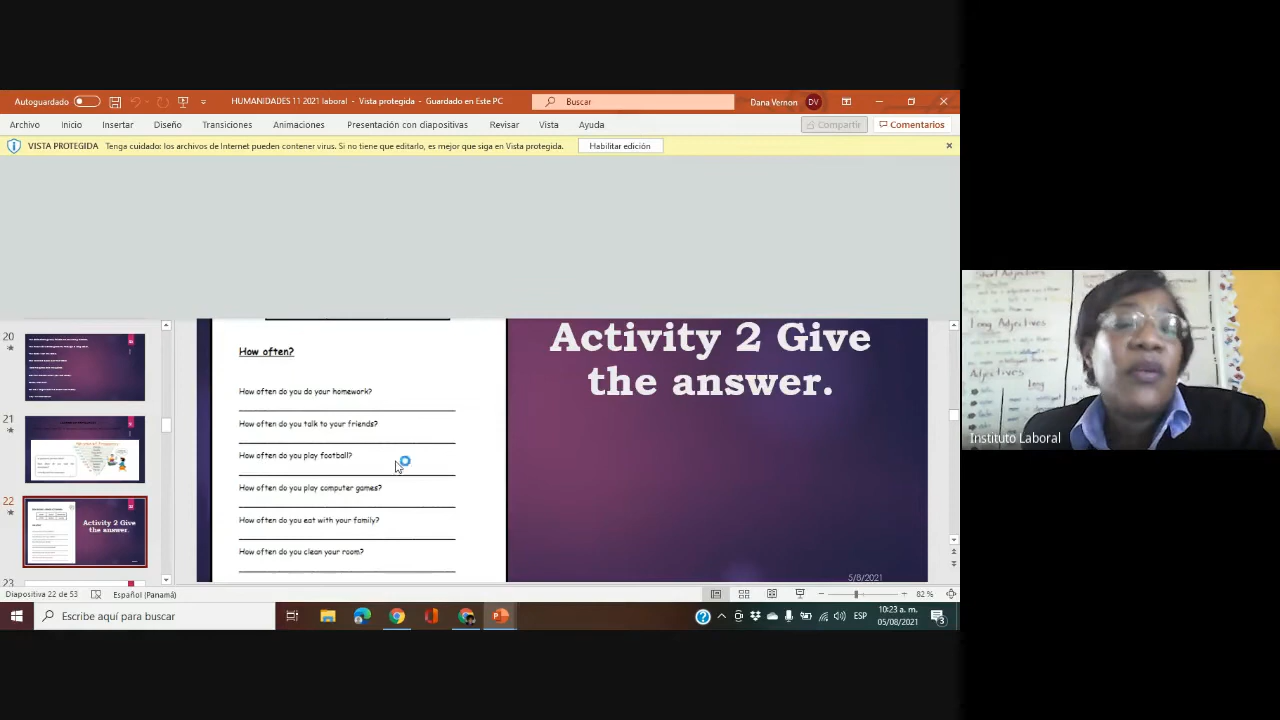 Autoguardado
HUMANIDADES 11 2021 laboral - Vista protegida - Guardado en Este PC
Buscar
Dana Vernon
DV
Archivo
Inicio
Insertar
Diseño
Transiciones
Animaciones
Presentación con diapositivas
Revisar
Vista
Ayuda
Compartir
Comentarios
VISTA PROTEGIDA
Tenga cuidado: los archivos de Internet pueden contener virus. Si no tiene que editarlo, es mejor que siga en Vista protegida.
Habilitar edición
20
21
22
Activity 2 Give
the answer.
23
How often?
How often do you do your homework?
How often do you talk to your friends?
How often do you play football?
How often do you play computer games?
How often do you eat with your family?
How often do you clean your room?
Activity 2 Give
the answer.
5/8/2021
Long Adjectives
Adjectives
Long
Instituto Laboral
Diapositiva 22 de 53
Español (Panamá)
82 %
Escribe aquí para buscar
ESP
10:23 a. m.
05/08/2021
3